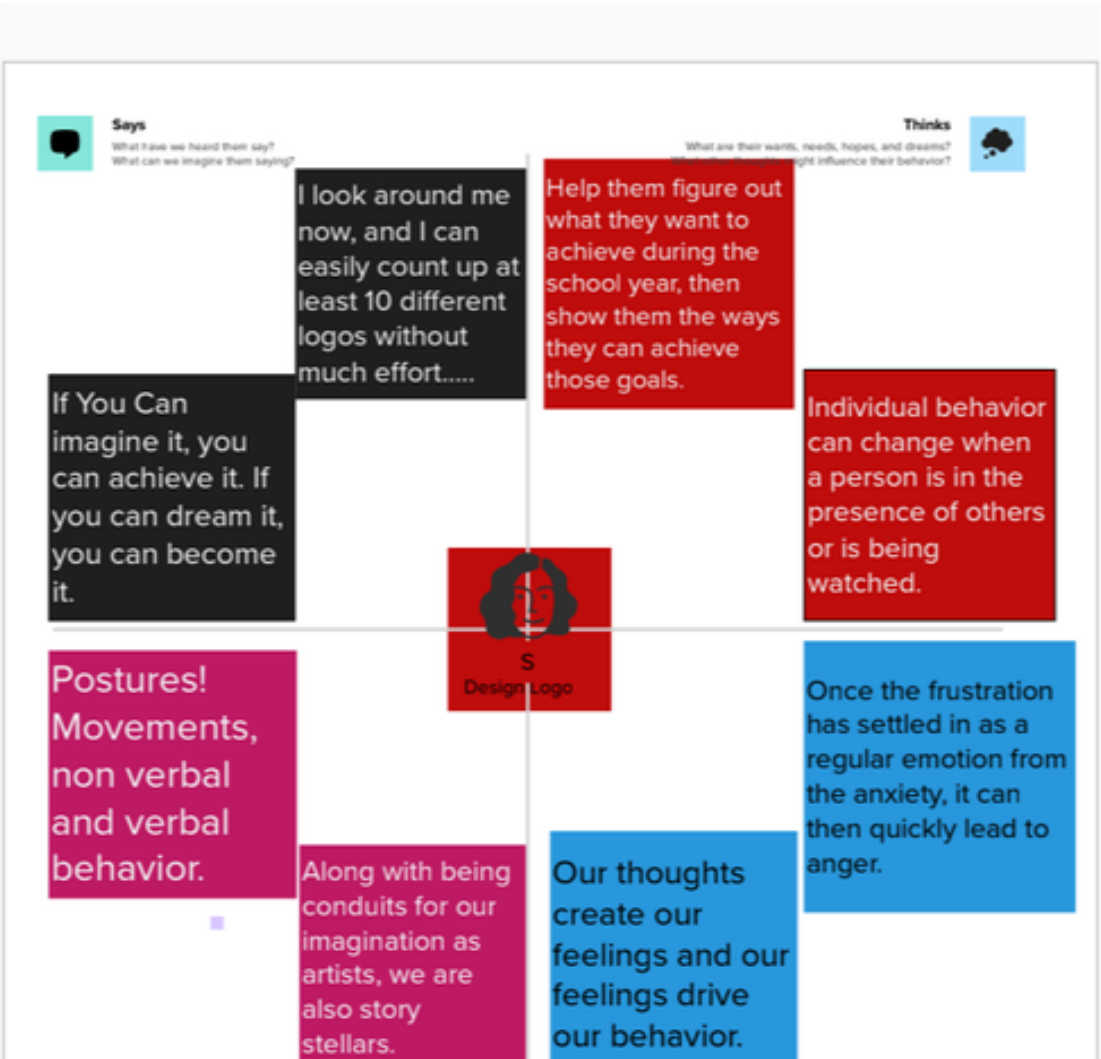 Says
What have we heard them say?
What can we imagine them saying?
Thinks
What are their wants, needs, hopes, and dreams?
influence their behavior?
I look around me
now, and I can
easily count up at
least 10 different
logos without
much effort.....
Help them figure out
what they want to
achieve during the
school year, then
show them the ways
they can achieve
those goals.
If You Can
imagine it, you
can achieve it. If
you can dream it,
you can become
it.
Individual behavior
can change when
a person is in the
presence of others
or is being
watched.
S
Design Logo
Postures!
Movements,
non verbal
and verbal
behavior.
Once the frustration
has settled in as a
regular emotion from
the anxiety, it can
then quickly lead to
anger.
Along with being
conduits for our
imagination as
artists, we are
also story
stellars.
Our thoughts
create our
feelings and our
feelings drive
our behavior.